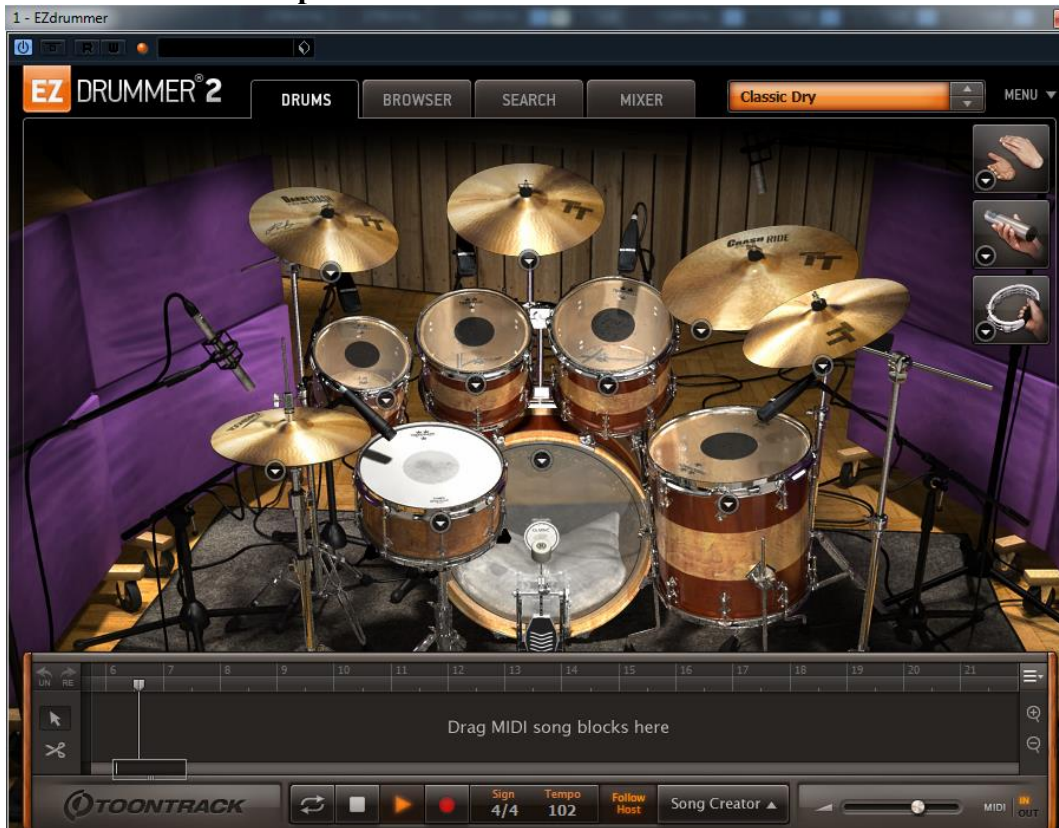 1 - EZdrummer
R W
EZ DRUMMER®2
DRUMS BROWSER SEARCH MIXER Classic Dry MENU
DARK CRASH TT
TT
CRASH RIDE TT
TT
UN RE 6 7 8 9 10 11 12 13 14 15 16 17 18 19 20 21
Drag MIDI song blocks here
TOONTRACK
Sign 4/4
Tempo 102
Follow Host
Song Creator
MIDI IN OUT